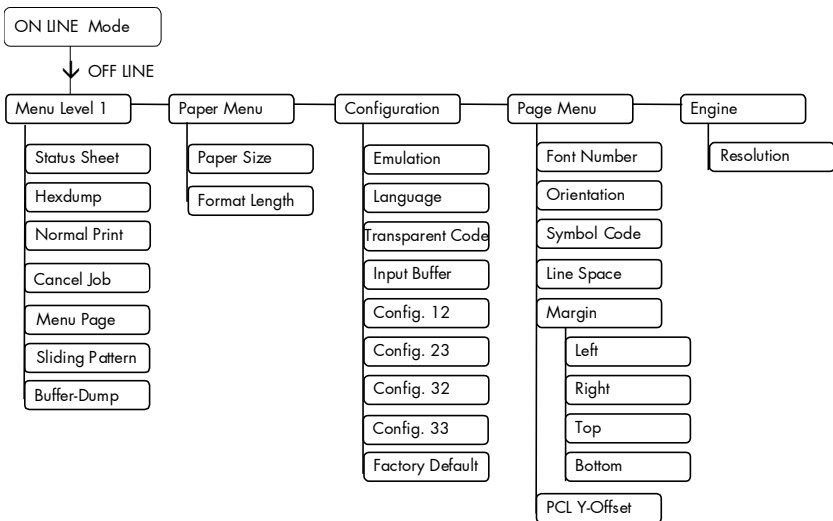 ON LINE Mode
OFF LINE
Menu Level 1
Status Sheet
Hexdump
Normal Print
Cancel Job
Menu Page
Sliding Pattern
Buffer-Dump
Paper Menu
Paper Size
Format Length
Configuration
Emulation
Language
Transparent Code
Input Buffer
Config. 12
Config. 23
Config. 32
Config. 33
Factory Default
Page Menu
Font Number
Orientation
Symbol Code
Line Space
Margin
Left
Right
Top
Bottom
PCL Y-Offset
Engine
Resolution